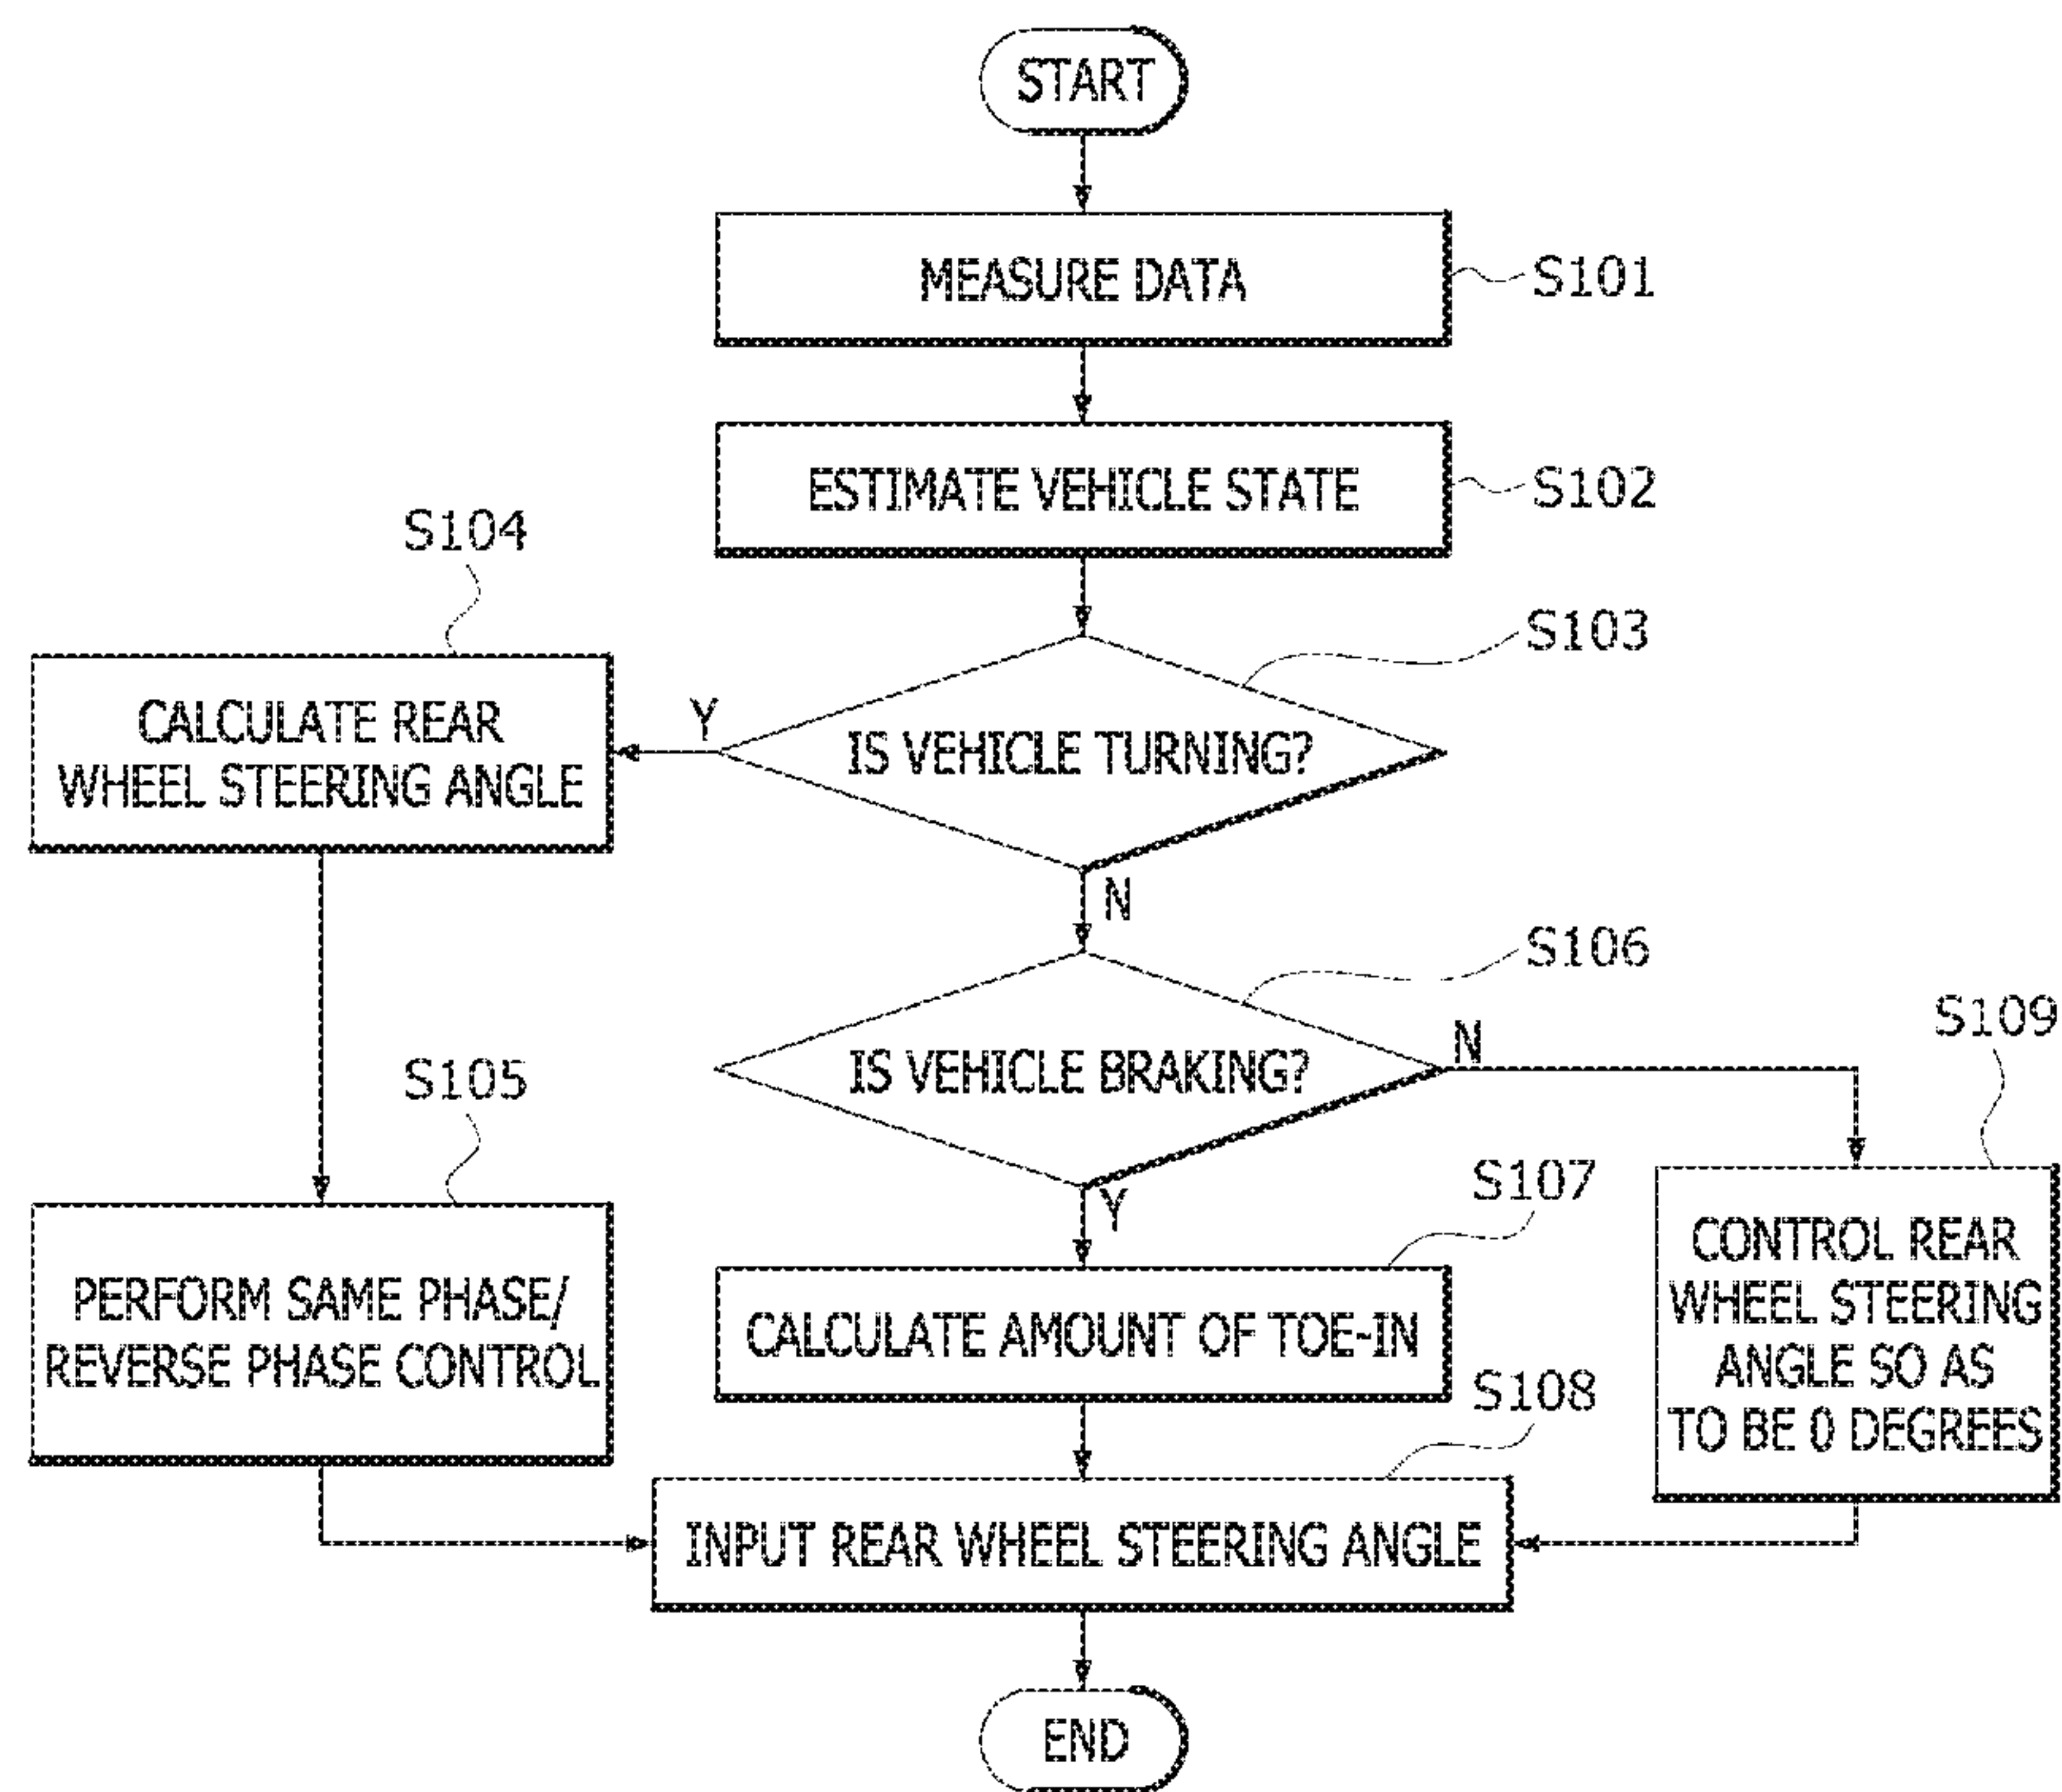 START
MEASURE DATA
S101
ESTIMATE VEHICLE STATE
S102
S103
IS VEHICLE TURNING?
Y
N
S104
CALCULATE REAR
WHEEL STEERING ANGLE
S105
PERFORM SAME PHASE/
REVERSE PHASE CONTROL
S106
IS VEHICLE BRAKING?
N
Y
S107
CALCULATE AMOUNT OF TOE-IN
S109
CONTROL REAR
WHEEL STEERING
ANGLE SO AS
TO BE 0 DEGREES
S108
INPUT REAR WHEEL STEERING ANGLE
END